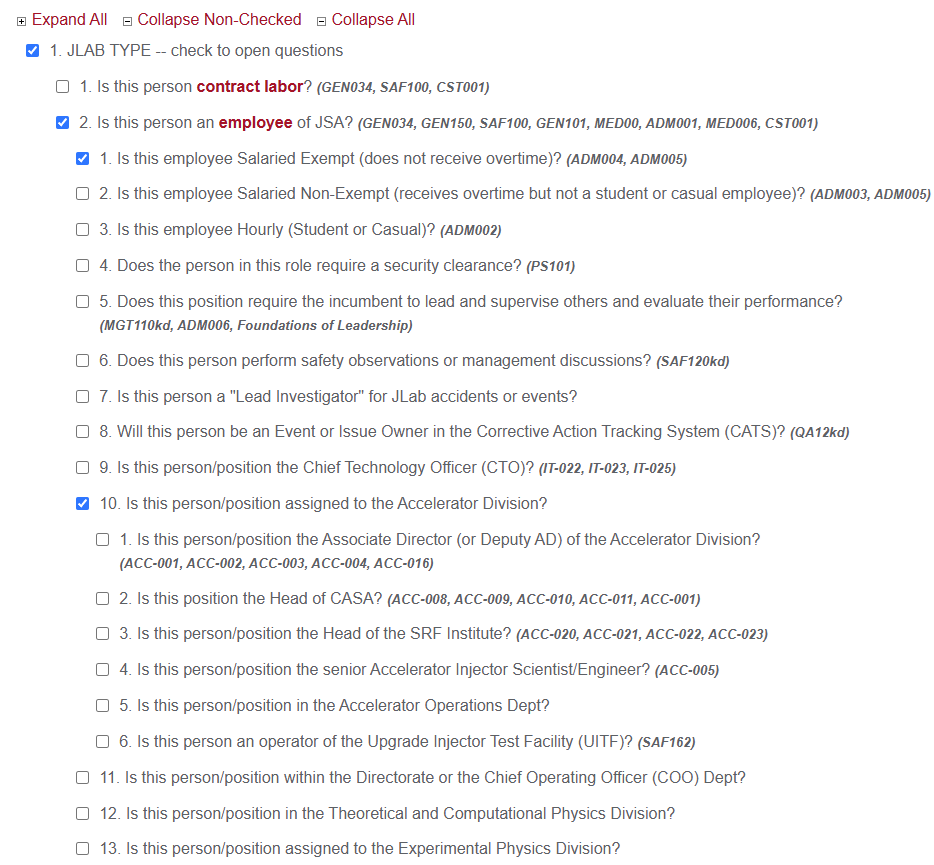 Expand All Collapse Non-Checked Collapse All
1. JLAB TYPE -- check to open questions
1. Is this person contract labor? (GEN034, SAF100, CST001)
2. Is this person an employee of JSA? (GEN034, GEN150, SAF100, GEN101, MED00, ADM001, MED006, CST001)
1. Is this employee Salaried Exempt (does not receive overtime)? (ADM004, ADM005)
2. Is this employee Salaried Non-Exempt (receives overtime but not a student or casual employee)? (ADM003, ADM005)
3. Is this employee Hourly (Student or Casual)? (ADM002)
4. Does the person in this role require a security clearance? (PS101)
5. Does this position require the incumbent to lead and supervise others and evaluate their performance?
(MGT110kd, ADM006, Foundations of Leadership)
6. Does this person perform safety observations or management discussions? (SAF120kd)
7. Is this person a "Lead Investigator" for JLab accidents or events?
8. Will this person be an Event or Issue Owner in the Corrective Action Tracking System (CATS)? (QA12kd)
9. Is this person/position the Chief Technology Officer (CTO)? (IT-022, IT-023, IT-025)
10. Is this person/position assigned to the Accelerator Division?
1. Is this person/position the Associate Director (or Deputy AD) of the Accelerator Division?
(ACC-001, ACC-002, ACC-003, ACC-004, ACC-016)
2. Is this position the Head of CASA? (ACC-008, ACC-009, ACC-010, ACC-011, ACC-001)
3. Is this person/position the Head of the SRF Institute? (ACC-020, ACC-021, ACC-022, ACC-023)
4. Is this person/position the senior Accelerator Injector Scientist/Engineer? (ACC-005)
5. Is this person/position in the Accelerator Operations Dept?
6. Is this person an operator of the Upgrade Injector Test Facility (UITF)? (SAF162)
11. Is this person/position within the Directorate or the Chief Operating Officer (COO) Dept?
12. Is this person/position in the Theoretical and Computational Physics Division?
13. Is this person/position assigned to the Experimental Physics Division?